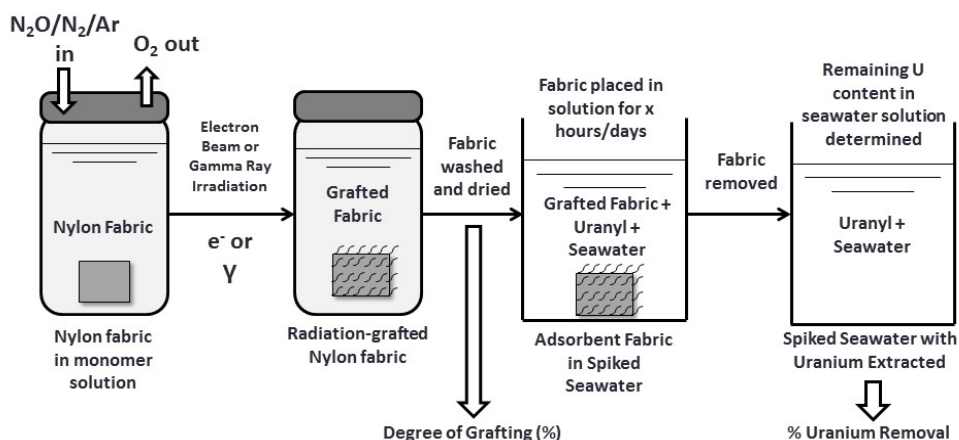 N₂O/N₂/Ar
in
O₂ out
Nylon Fabric
Nylon fabric
in monomer
solution
Electron
Beam or
Gamma Ray
Irradiation
e⁻ or
γ
Grafted
Fabric
Radiation-grafted
Nylon fabric
Fabric
washed
and dried
Degree of Grafting (%)
Fabric placed in
solution for x
hours/days
Grafted Fabric +
Uranyl +
Seawater
Adsorbent Fabric
in Spiked
Seawater
Fabric
removed
Remaining U
content in
seawater solution
determined
Uranyl +
Seawater
Spiked Seawater with
Uranium Extracted
% Uranium Removal